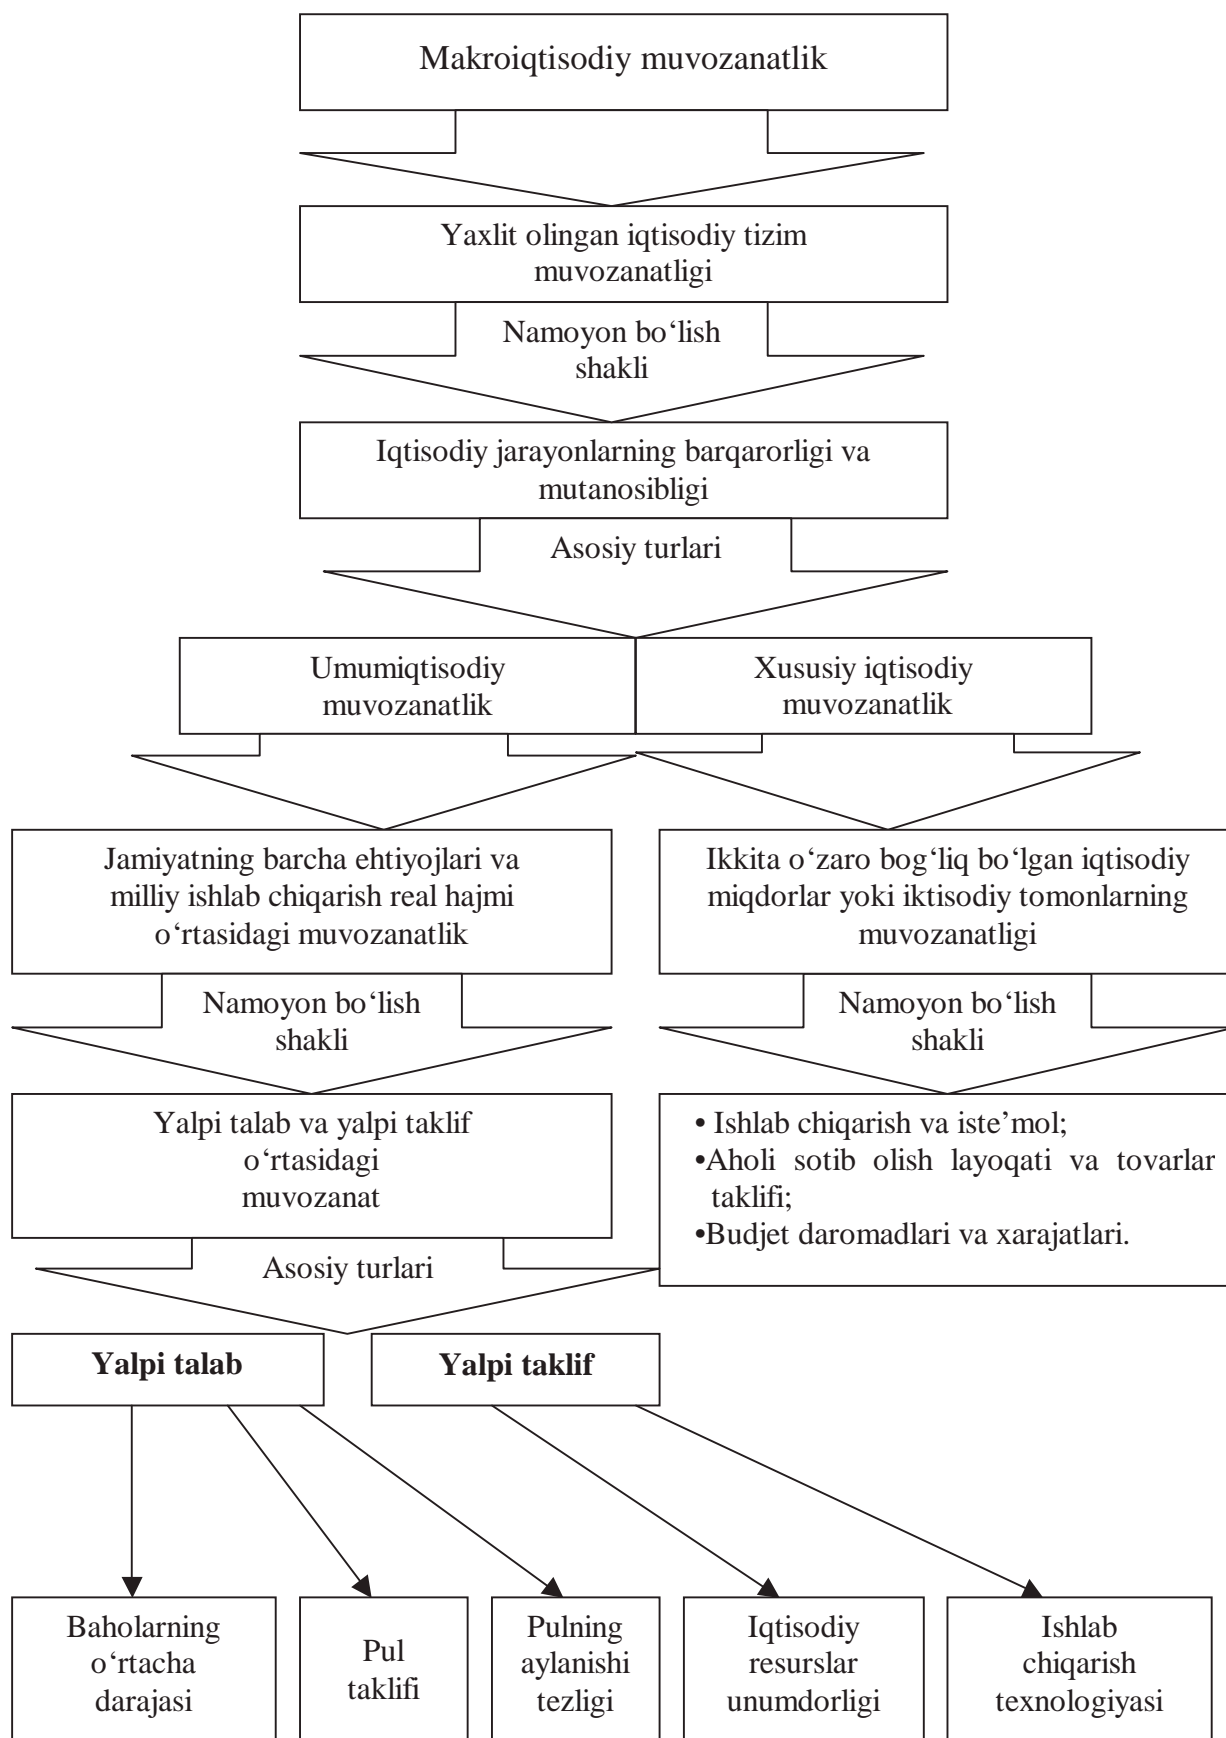 Makroiqtisodiy muvozanatlik
Yaxlit olingan iqtisodiy tizim
muvozanatligi
Namoyon bo‘lish
shakli
Iqtisodiy jarayonlarning barqarorligi va
mutanosibligi
Asosiy turlari
Umumiqtisodiy
muvozanatlik
Xususiy iqtisodiy
muvozanatlik
Jamiyatning barcha ehtiyojlari va
milliy ishlab chiqarish real hajmi
o‘rtasidagi muvozanatlik
Ikkita o‘zaro bog‘liq bo‘lgan iqtisodiy
miqdorlar yoki iktisodiy tomonlarning
muvozanatligi
Namoyon bo‘lish
shakli
Namoyon bo‘lish
shakli
Yalpi talab va yalpi taklif
o‘rtasidagi
muvozanat
• Ishlab chiqarish va iste’mol;
•Aholi sotib olish layoqati va tovarlar
taklifi;
•Budjet daromadlari va xarajatlari.
Asosiy turlari
Yalpi talab
Yalpi taklif
Baholarning
o‘rtacha
darajasi
Pul
taklifi
Pulning
aylanishi
tezligi
Iqtisodiy
resurslar
unumdorligi
Ishlab
chiqarish
texnologiyasi